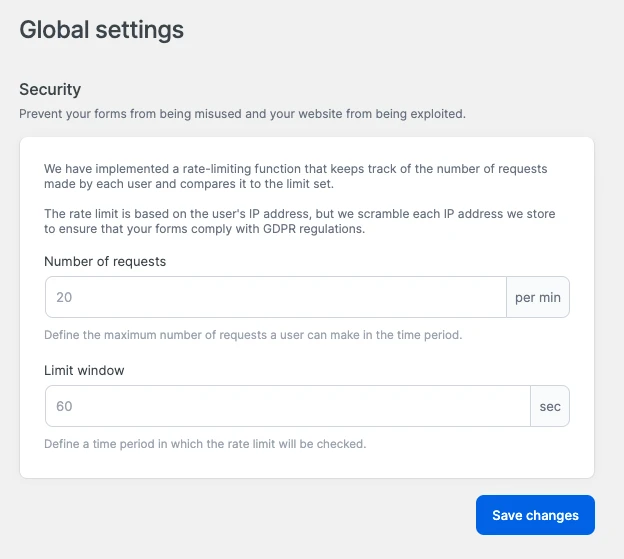 Global settings
Security
Prevent your forms from being misused and your website from being exploited.
We have implemented a rate-limiting function that keeps track of the number of requests
made by each user and compares it to the limit set.
The rate limit is based on the user's IP address, but we scramble each IP address we store
to ensure that your forms comply with GDPR regulations.
Number of requests
20 per min
Define the maximum number of requests a user can make in the time period.
Limit window
60 sec
Define a time period in which the rate limit will be checked.
Save changes